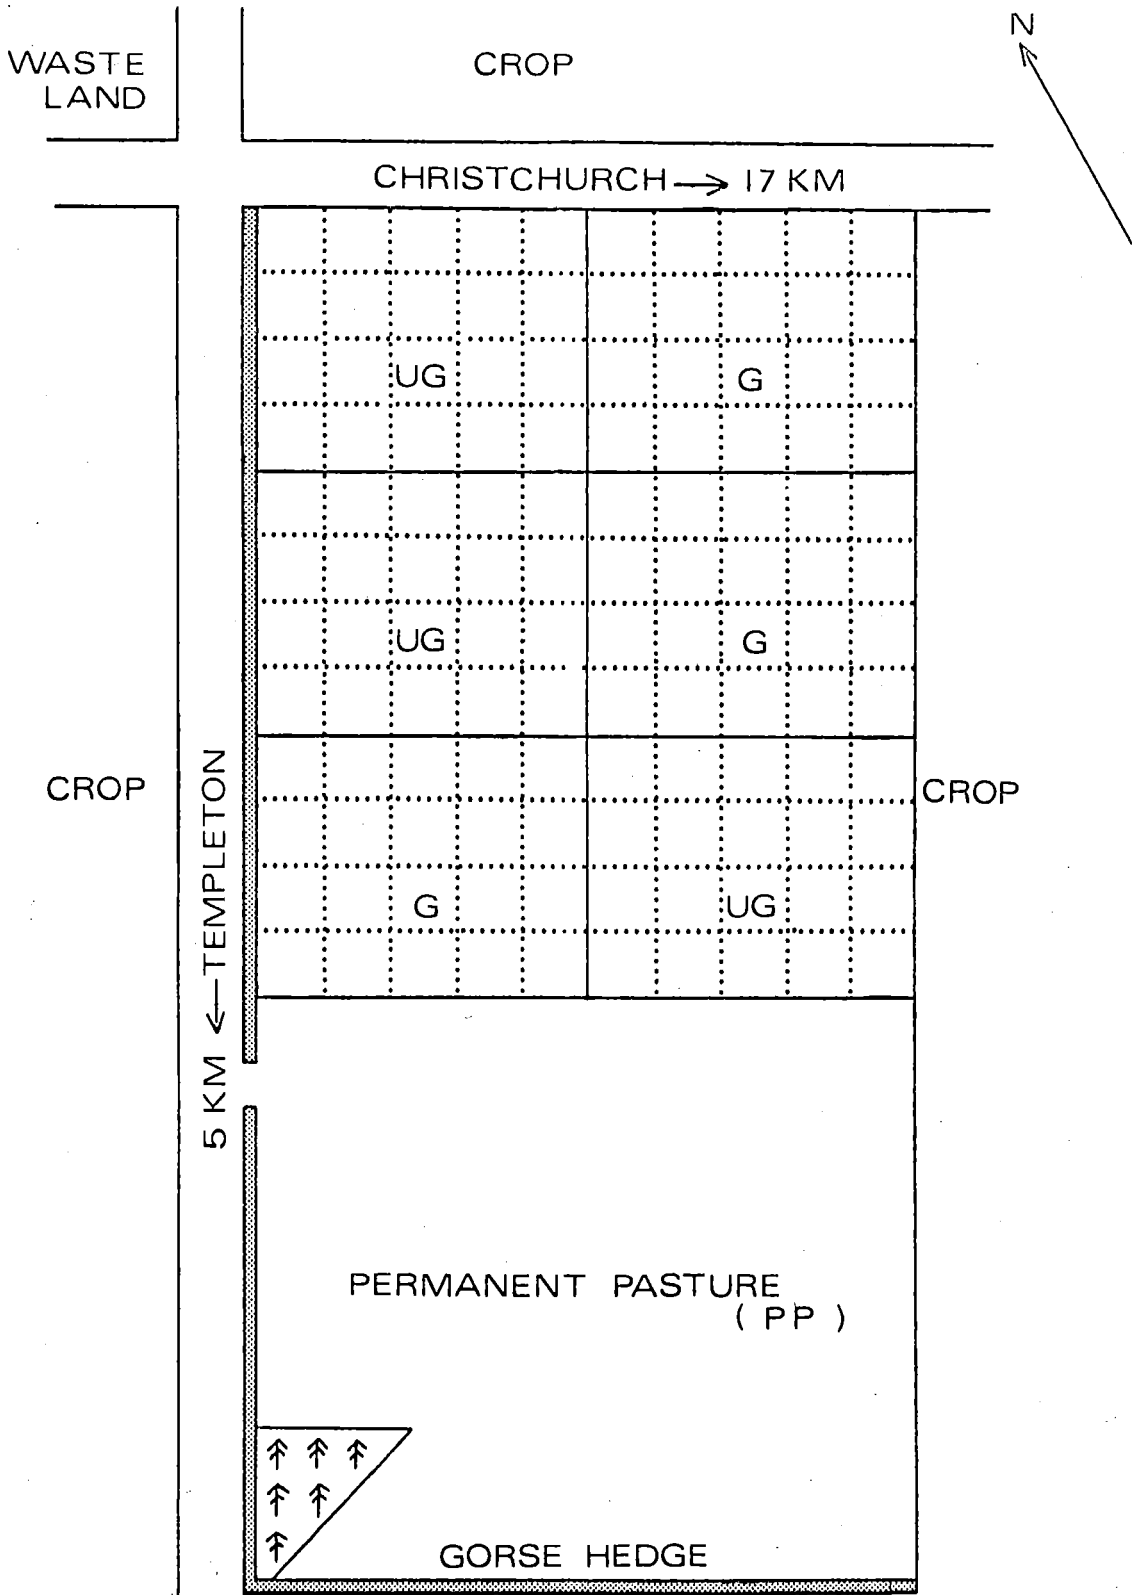 N
WASTE
LAND
CROP
CHRISTCHURCH → 17 KM
UG
G
UG
G
CROP
CROP
5 KM ← TEMPLETON
G
UG
PERMANENT PASTURE
( PP )
GORSE HEDGE